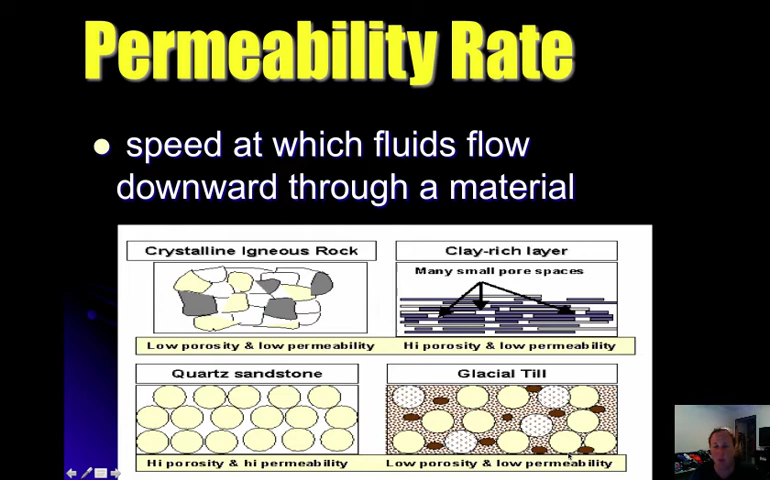 Permeability Rate
speed at which fluids flow
downward through a material
Crystalline Igneous Rock
Clay-rich layer
Many small pore spaces
Low porosity & low permeability
Hi porosity & low permeability
Quartz sandstone
Glacial Till
Hi porosity & hi permeability
Low porosity & low permeability